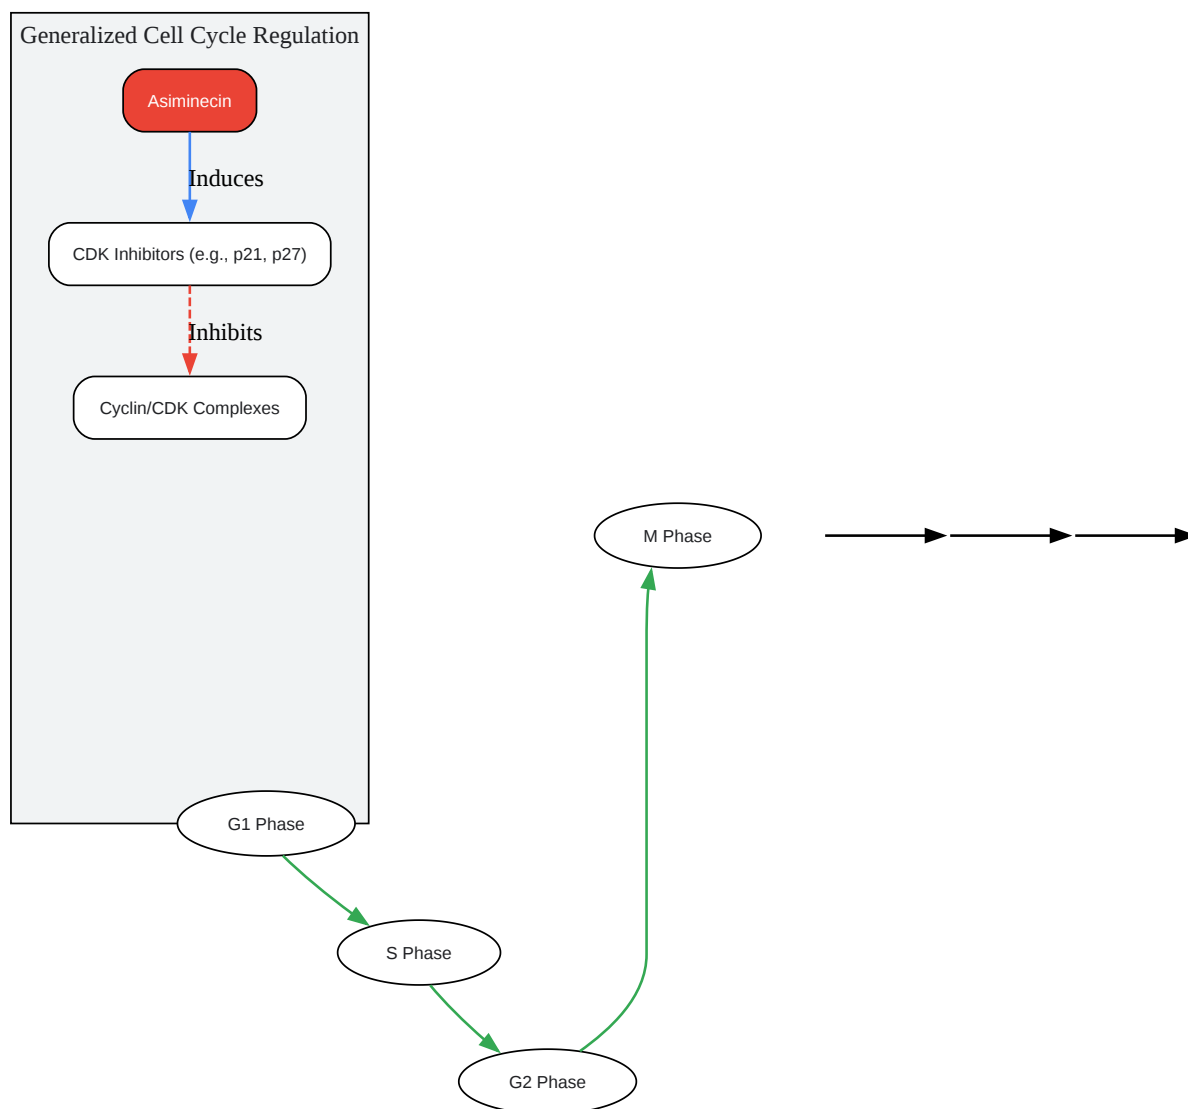 Generalized Cell Cycle Regulation
Asiminecin
Induces
CDK Inhibitors (e.g., p21, p27)
Inhibits
Cyclin/CDK Complexes
M Phase
G1 Phase
S Phase
G2 Phase